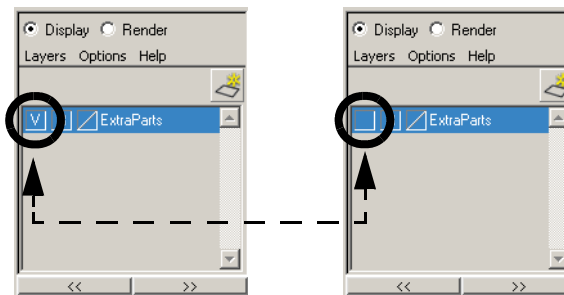 Display Render
Layers Options Help
V ExtraParts
<< >>
Display Render
Layers Options Help
ExtraParts
<< >>